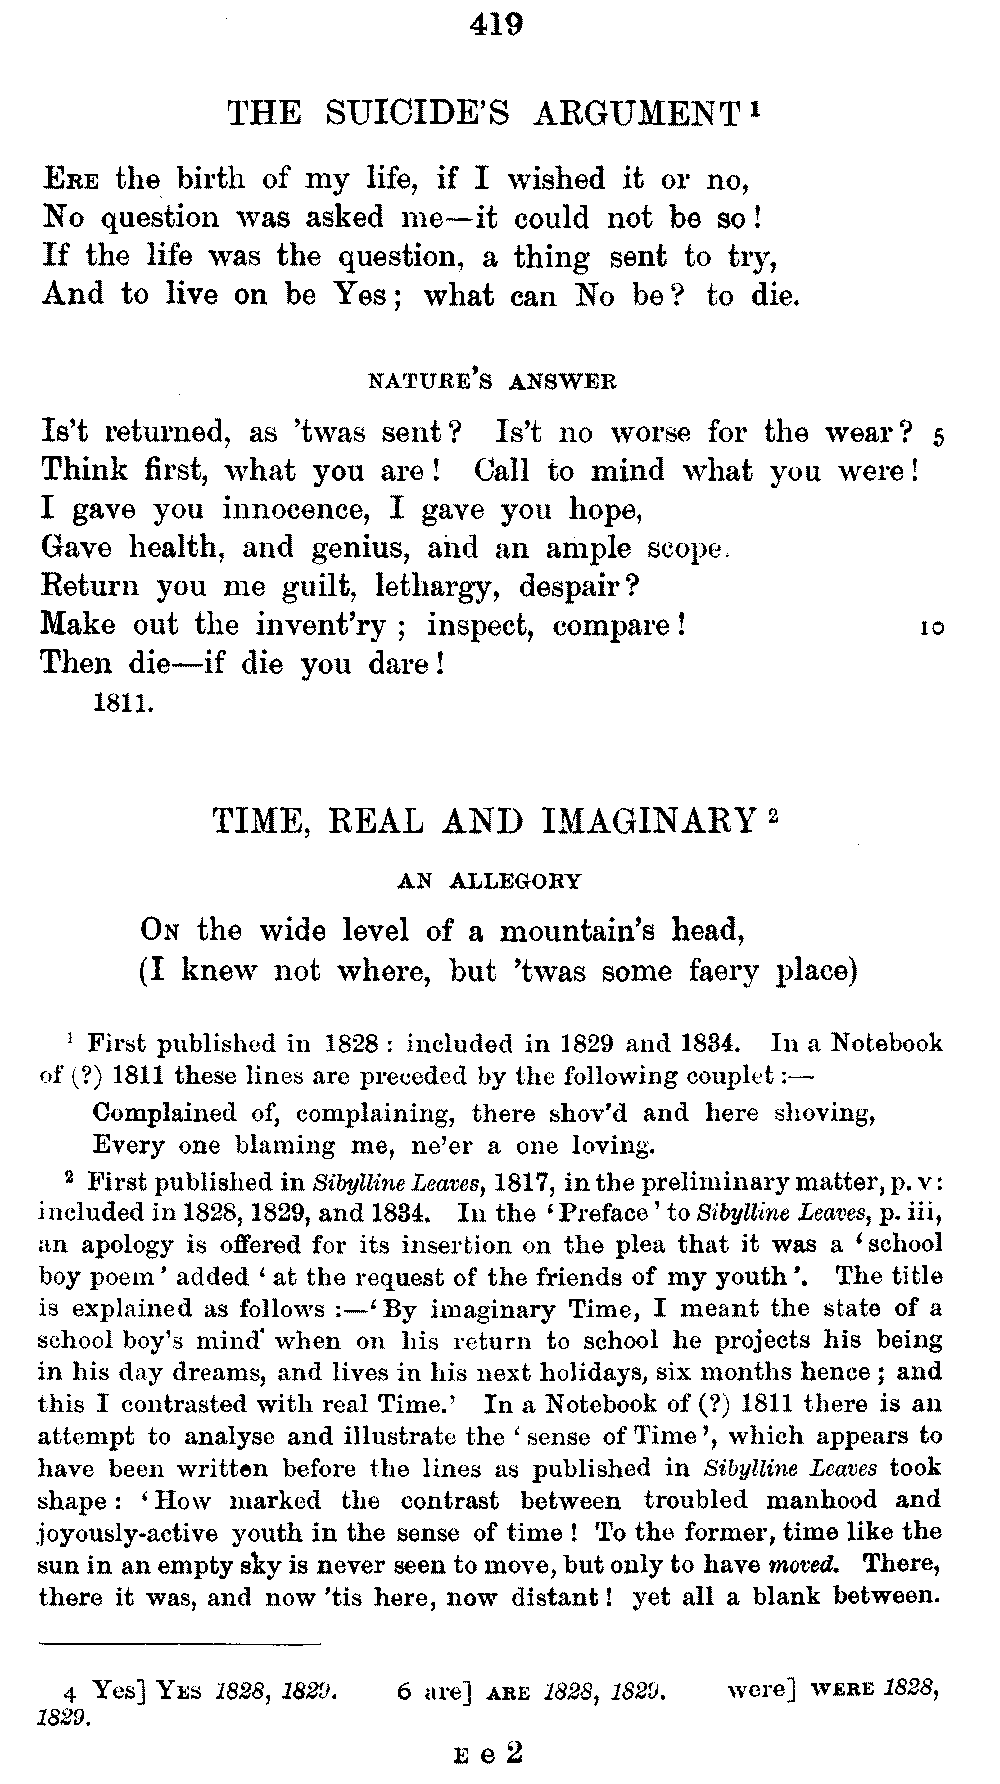 419
THE SUICIDE'S ARGUMENT ¹
ERE the birth of my life, if I wished it or no,
No question was asked me—it could not be so!
If the life was the question, a thing sent to try,
And to live on be Yes; what can No be? to die.
NATURE'S ANSWER
Is't returned, as 'twas sent? Is't no worse for the wear? 5
Think first, what you are! Call to mind what you were!
I gave you innocence, I gave you hope,
Gave health, and genius, and an ample scope.
Return you me guilt, lethargy, despair?
Make out the invent'ry; inspect, compare! 10
Then die—if die you dare!
1811.
TIME, REAL AND IMAGINARY ²
AN ALLEGORY
ON the wide level of a mountain's head,
(I knew not where, but 'twas some faery place)
¹ First published in 1828: included in 1829 and 1834. In a Notebook
of (?) 1811 these lines are preceded by the following couplet:—
Complained of, complaining, there shov'd and here shoving,
Every one blaming me, ne'er a one loving.
² First published in Sibylline Leaves, 1817, in the preliminary matter, p. v:
included in 1828, 1829, and 1834. In the 'Preface' to Sibylline Leaves, p. iii,
an apology is offered for its insertion on the plea that it was a 'school
boy poem' added 'at the request of the friends of my youth'. The title
is explained as follows:—'By imaginary Time, I meant the state of a
school boy's mind when on his return to school he projects his being
in his day dreams, and lives in his next holidays, six months hence; and
this I contrasted with real Time.' In a Notebook of (?) 1811 there is an
attempt to analyse and illustrate the 'sense of Time', which appears to
have been written before the lines as published in Sibylline Leaves took
shape: 'How marked the contrast between troubled manhood and
joyously-active youth in the sense of time! To the former, time like the
sun in an empty sky is never seen to move, but only to have moved. There,
there it was, and now 'tis here, now distant! yet all a blank between.
4 Yes] YES 1828, 1829. 6 are] ARE 1828, 1829. were] WERE 1828,
1829.
E e 2